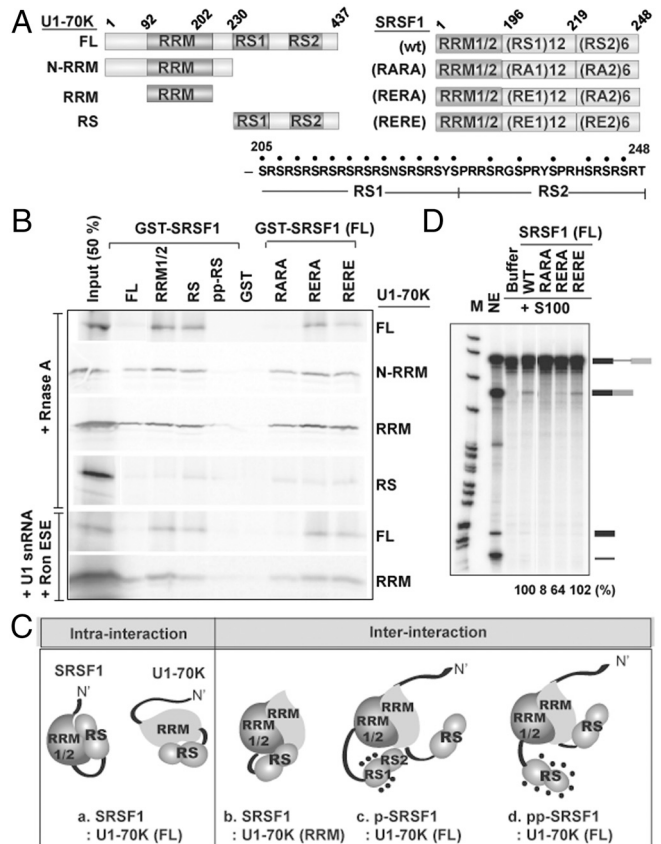 A
U1-70K
1 92 202 230 437
FL RRM RS1 RS2
N-RRM RRM
RRM RRM
RS RS1 RS2
SRSF1
1 196 219 248
(wt) RRM1/2 (RS1)12 (RS2)6
(RARA) RRM1/2 (RA1)12 (RA2)6
(RERA) RRM1/2 (RE1)12 (RA2)6
(RERE) RRM1/2 (RE1)12 (RE2)6
205 248
– SRSRSRSRSRSRSRSRSNSRSRSYSPRRSRGSPRYSPRHSRSRSRT
RS1 RS2
B
GST-SRSF1 GST-SRSF1 (FL)
Input (50 %) FL RRM1/2 RS pp-RS GST RARA RERA RERE
U1-70K
+ Rnase A
FL
N-RRM
RRM
RS
+ U1 snRNA
+ Ron ESE
FL
RRM
D
SRSF1 (FL)
M NE Buffer WT RARA RERA RERE
+ S100
100 8 64 102 (%)
C
Intra-interaction Inter-interaction
SRSF1 U1-70K
N' N' N' N'
RRM 1/2 RS RRM RS
RRM RRM 1/2 RS
RRM RRM 1/2 RS2 RS1 RS
RRM RRM 1/2 RS RS
a. SRSF1 b. SRSF1 c. p-SRSF1 d. pp-SRSF1
: U1-70K (FL) : U1-70K (RRM) : U1-70K (FL) : U1-70K (FL)